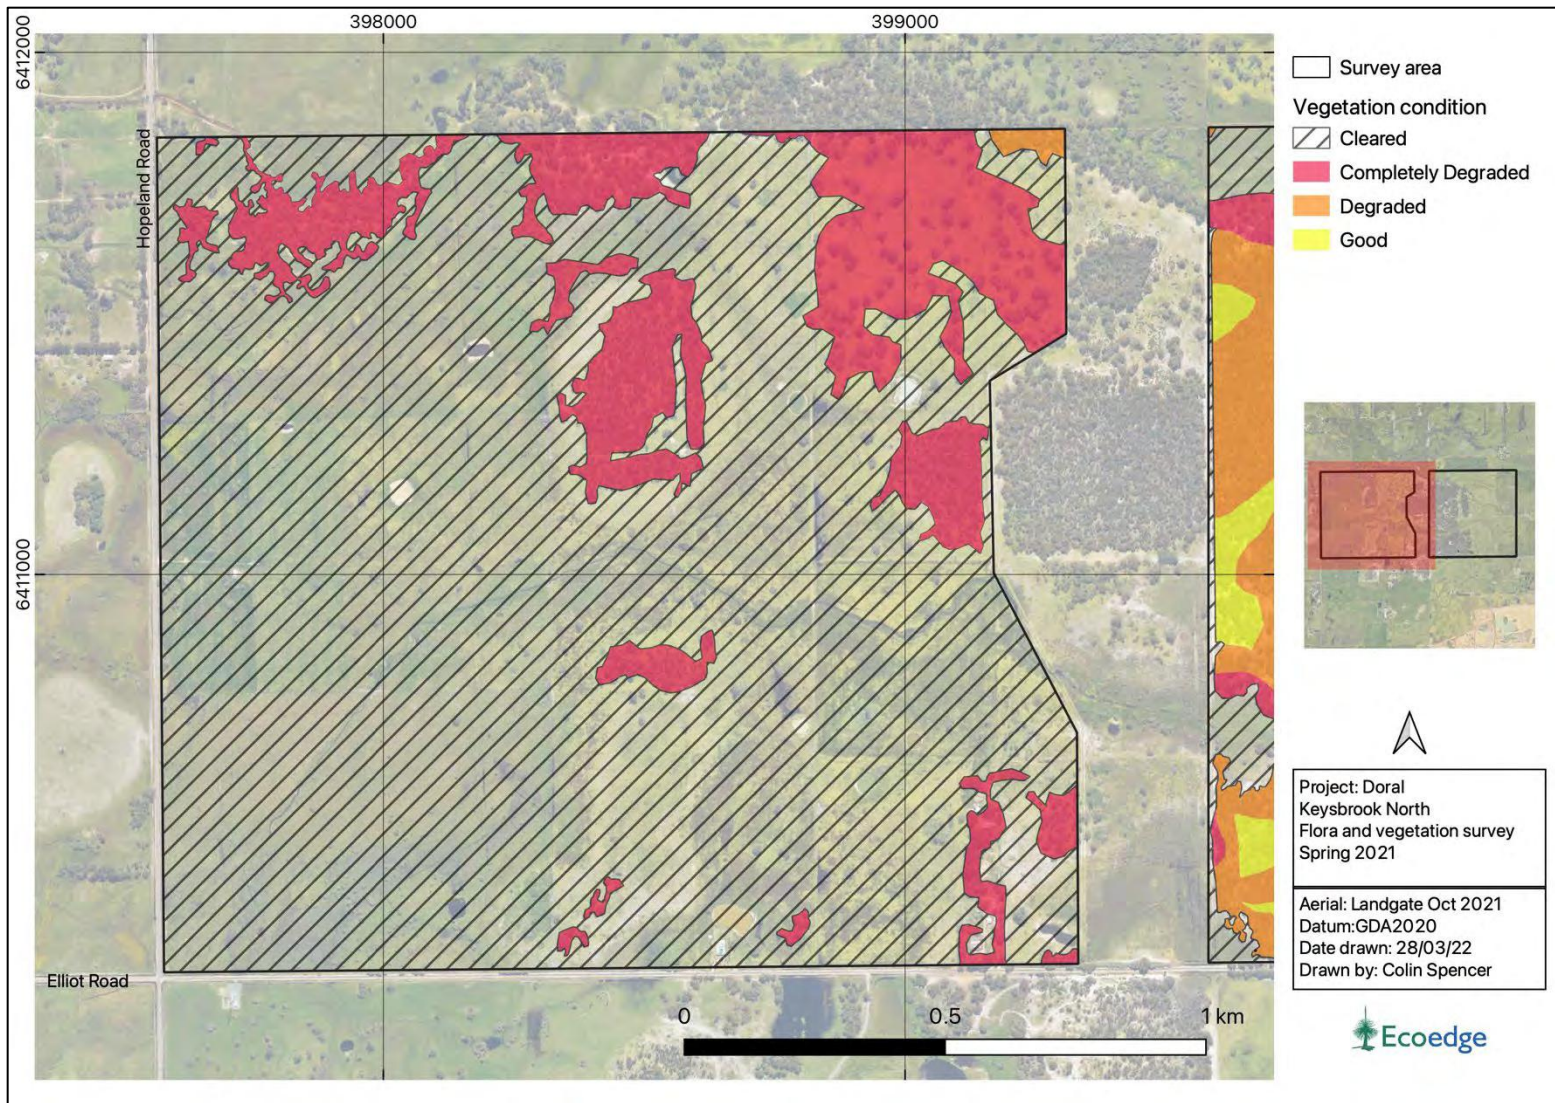 398000
399000
6412000
6411000
Hopeland Road
Elliot Road
0
0.5
1 km
Survey area
Vegetation condition
Cleared
Completely Degraded
Degraded
Good
Project: Doral
Keysbrook North
Flora and vegetation survey
Spring 2021
Aerial: Landgate Oct 2021
Datum:GDA2020
Date drawn: 28/03/22
Drawn by: Colin Spencer
Ecoedge